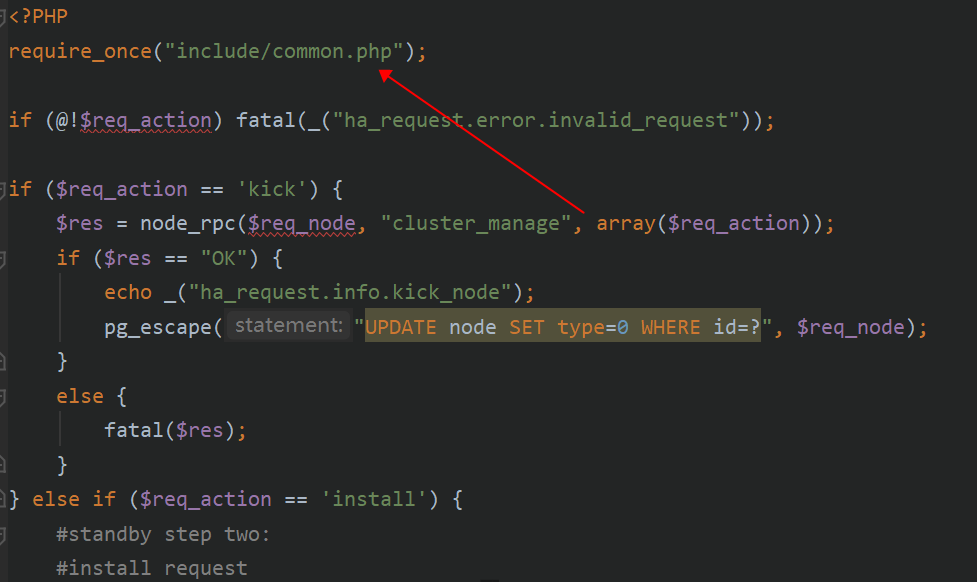 <?PHP
require_once("include/common.php");
if (@!$req_action) fatal(_("ha_request.error.invalid_request"));
if ($req_action == 'kick') {
$res = node_rpc($req_node, "cluster_manage", array($req_action));
if ($res == "OK") {
echo _("ha_request.info.kick_node");
pg_escape( statement: "UPDATE node SET type=0 WHERE id=?", $req_node);
}
else {
fatal($res);
}
} else if ($req_action == 'install') {
#standby step two:
#install request